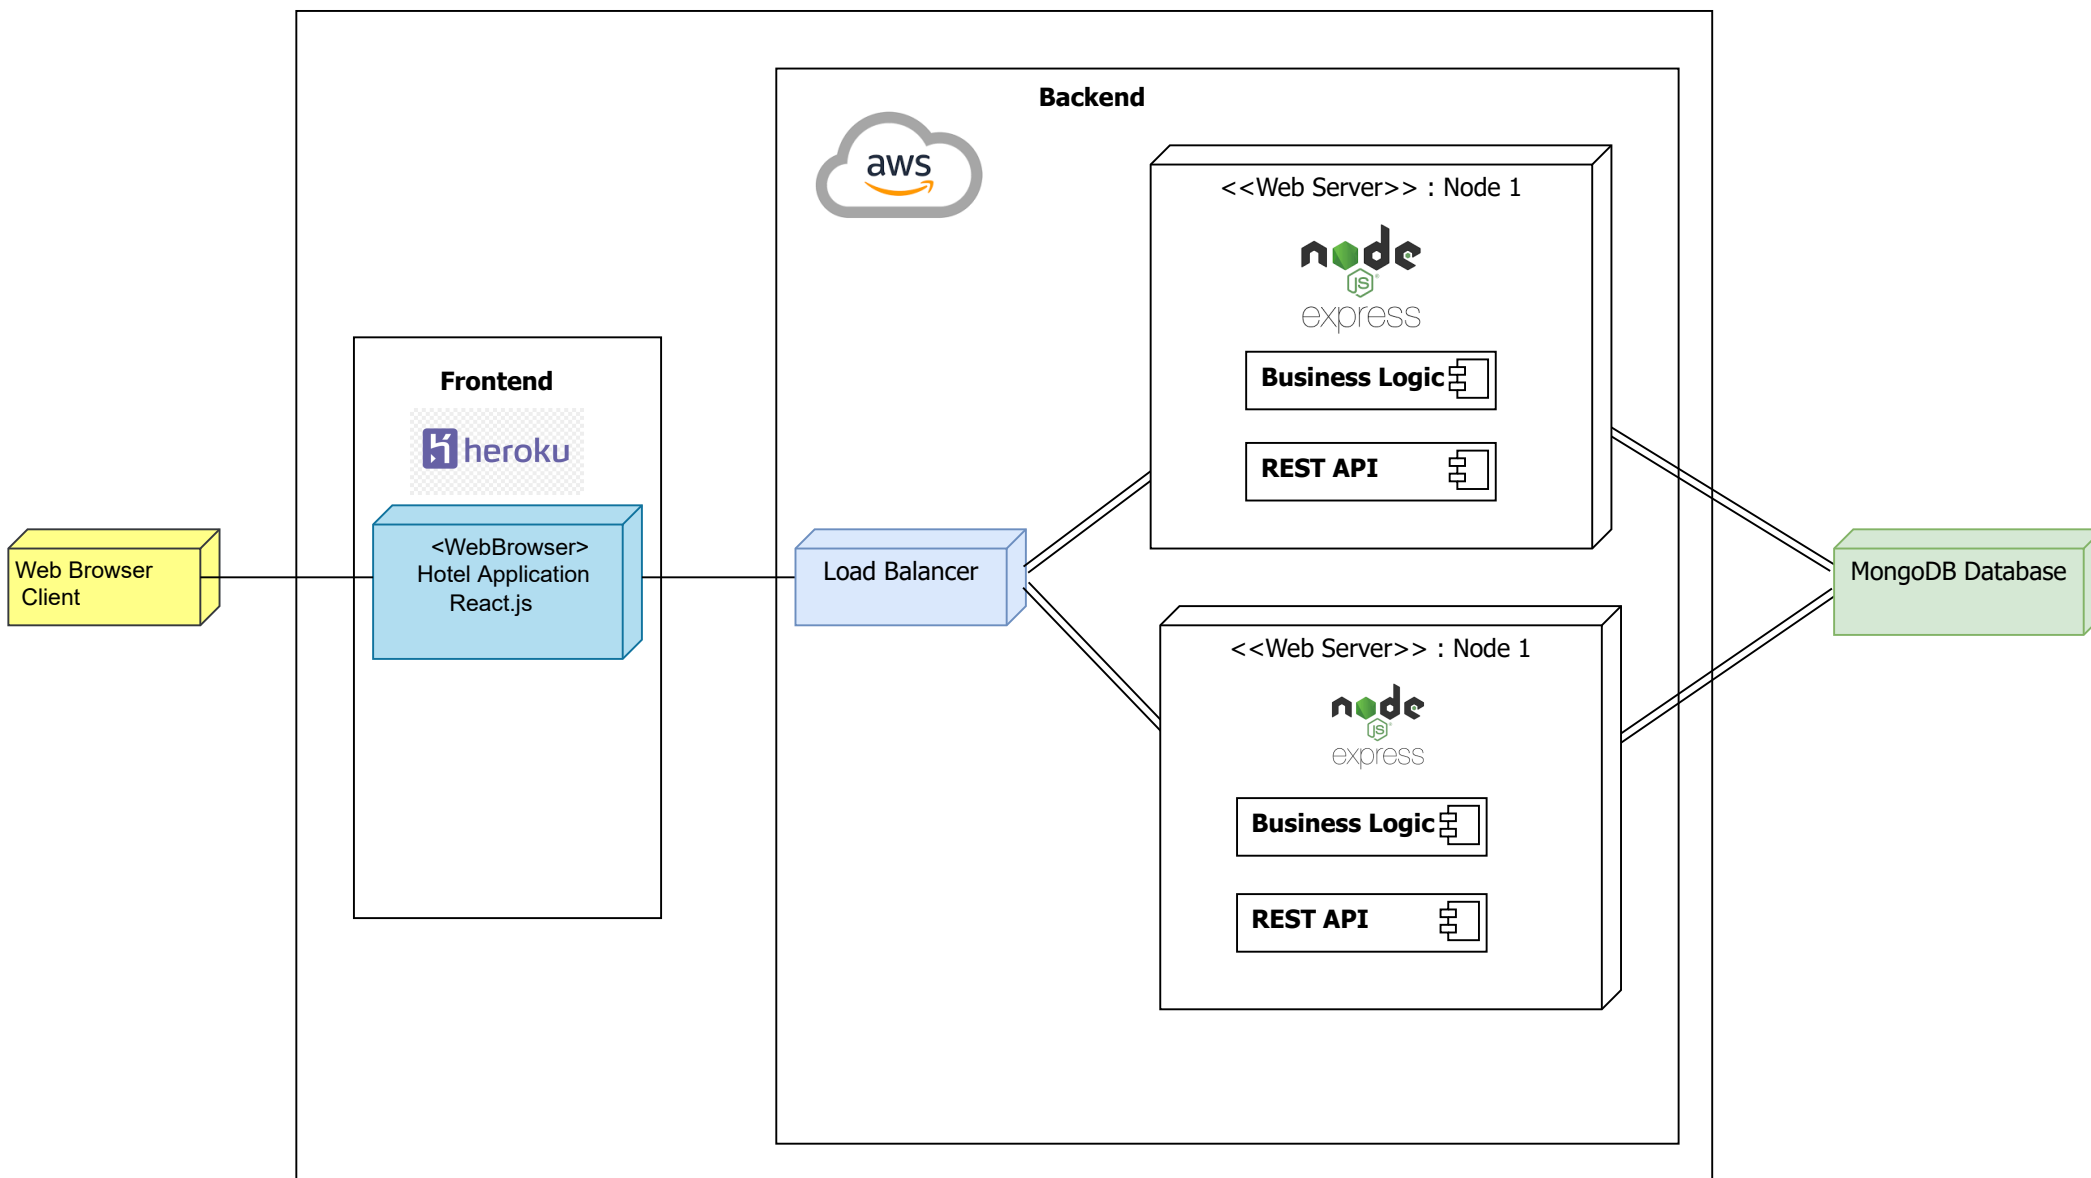 Backend
aws
<<Web Server>> : Node 1
node
JS
express
Business Logic
REST API
Frontend
heroku
<WebBrowser>
Hotel Application
React.js
Web Browser
Client
Load Balancer
MongoDB Database
<<Web Server>> : Node 1
node
JS
express
Business Logic
REST API